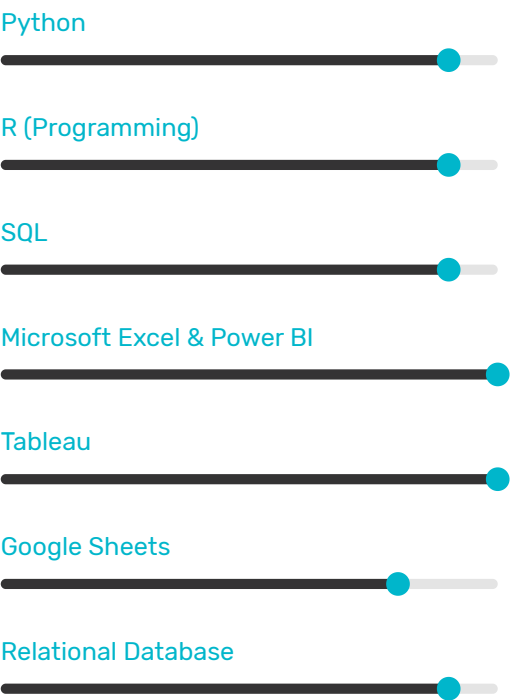 Python
R (Programming)
SQL
Microsoft Excel & Power BI
Tableau
Google Sheets
Relational Database